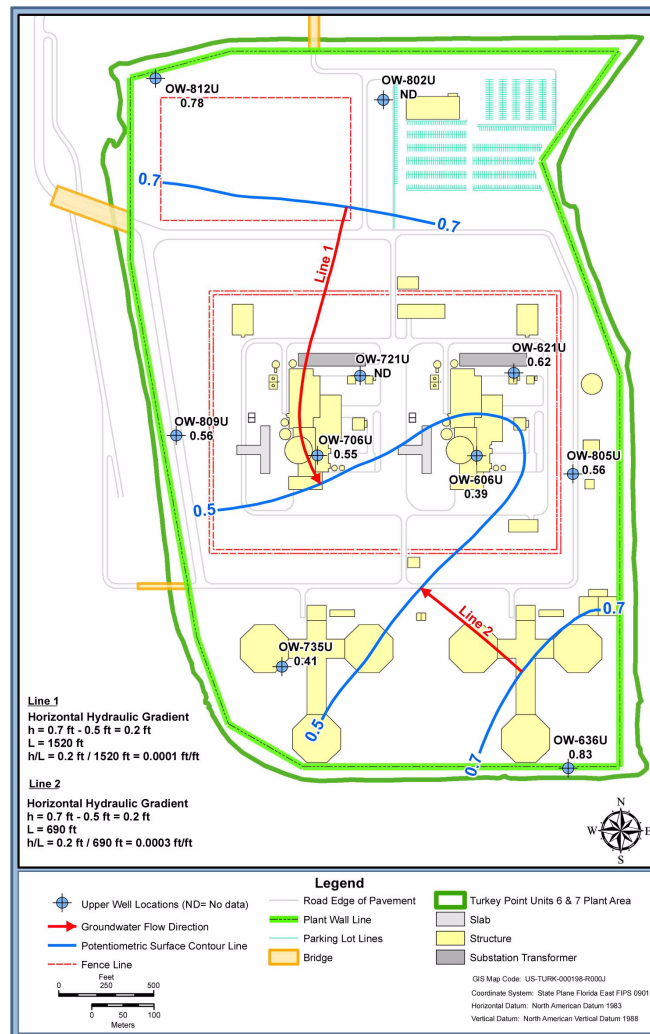 OW-812U
0.78
OW-802U
ND
0.7
0.7
Line 1
OW-721U
ND
OW-621U
0.62
OW-809U
0.56
OW-706U
0.55
OW-606U
0.39
OW-805U
0.56
0.5
0.7
Line 2
OW-735U
0.41
0.5
0.7
OW-636U
0.83
Line 1
Horizontal Hydraulic Gradient
h = 0.7 ft - 0.5 ft = 0.2 ft
L = 1520 ft
h/L = 0.2 ft / 1520 ft = 0.0001 ft/ft
Line 2
Horizontal Hydraulic Gradient
h = 0.7 ft - 0.5 ft = 0.2 ft
L = 690 ft
h/L = 0.2 ft / 690 ft = 0.0003 ft/ft
N
W E
S
Legend
Upper Well Locations (ND= No data)
Groundwater Flow Direction
Potentiometric Surface Contour Line
Fence Line
Road Edge of Pavement
Plant Wall Line
Parking Lot Lines
Bridge
Turkey Point Units 6 & 7 Plant Area
Slab
Structure
Substation Transformer
Feet
0 250 500
0 50 100
Meters
GIS Map Code: US-TURK-000198-R000J
Coordinate System: State Plane Florida East FIPS 0901
Horizontal Datum: North American Datum 1983
Vertical Datum: North American Vertical Datum 1988